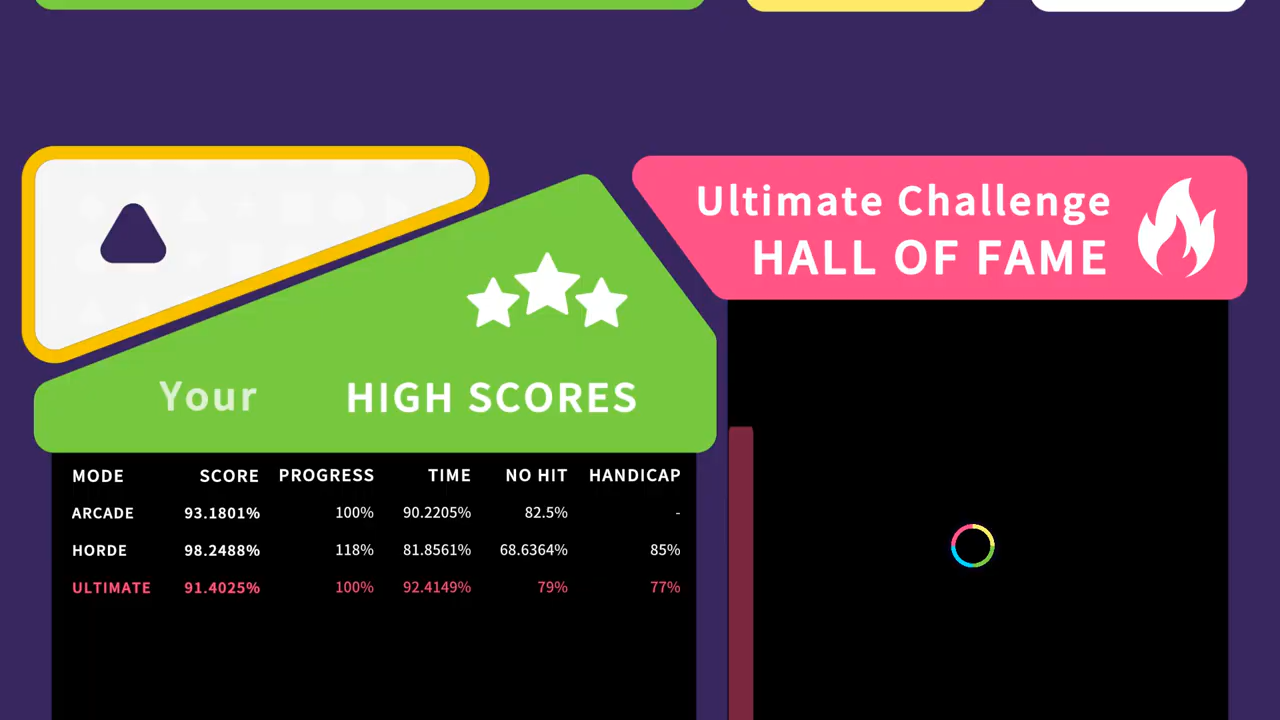 Ultimate Challenge
HALL OF FAME
Your HIGH SCORES
MODE SCORE PROGRESS TIME NO HIT HANDICAP
ARCADE 93.1801% 100% 90.2205% 82.5% -
HORDE 98.2488% 118% 81.8561% 68.6364% 85%
ULTIMATE 91.4025% 100% 92.4149% 79% 77%